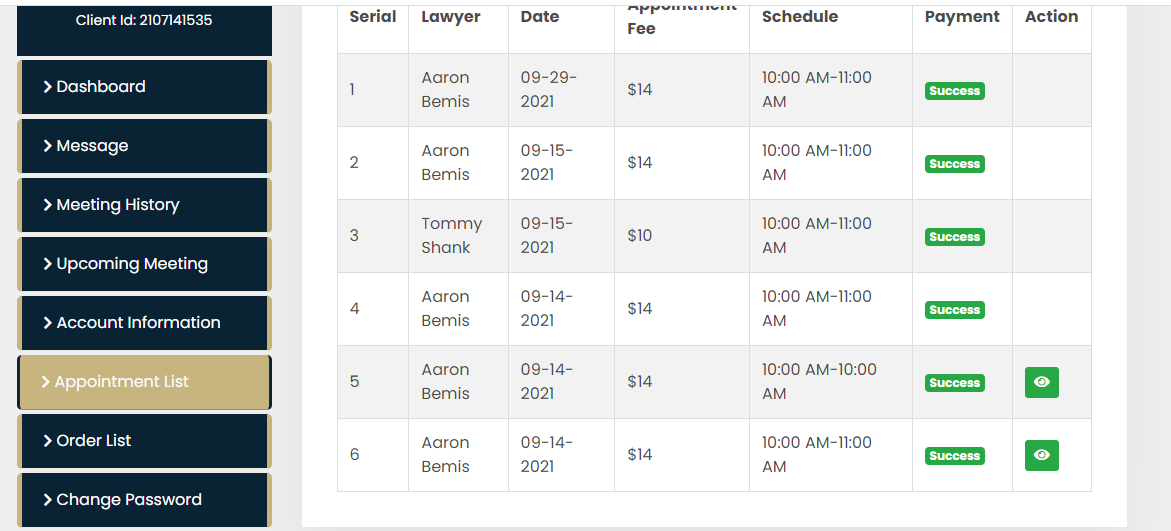 Client Id: 2107141535
Dashboard
Message
Meeting History
Upcoming Meeting
Account Information
Appointment List
Order List
Change Password
Serial Lawyer Date Appointment Schedule Payment Action
Fee
1 Aaron 09-29- $14 10:00 AM-11:00 Success
Bemis 2021 AM
2 Aaron 09-15- $14 10:00 AM-11:00 Success
Bemis 2021 AM
3 Tommy 09-15- $10 10:00 AM-11:00 Success
Shank 2021 AM
4 Aaron 09-14- $14 10:00 AM-11:00 Success
Bemis 2021 AM
5 Aaron 09-14- $14 10:00 AM-10:00 Success
Bemis 2021 AM
6 Aaron 09-14- $14 10:00 AM-11:00 Success
Bemis 2021 AM